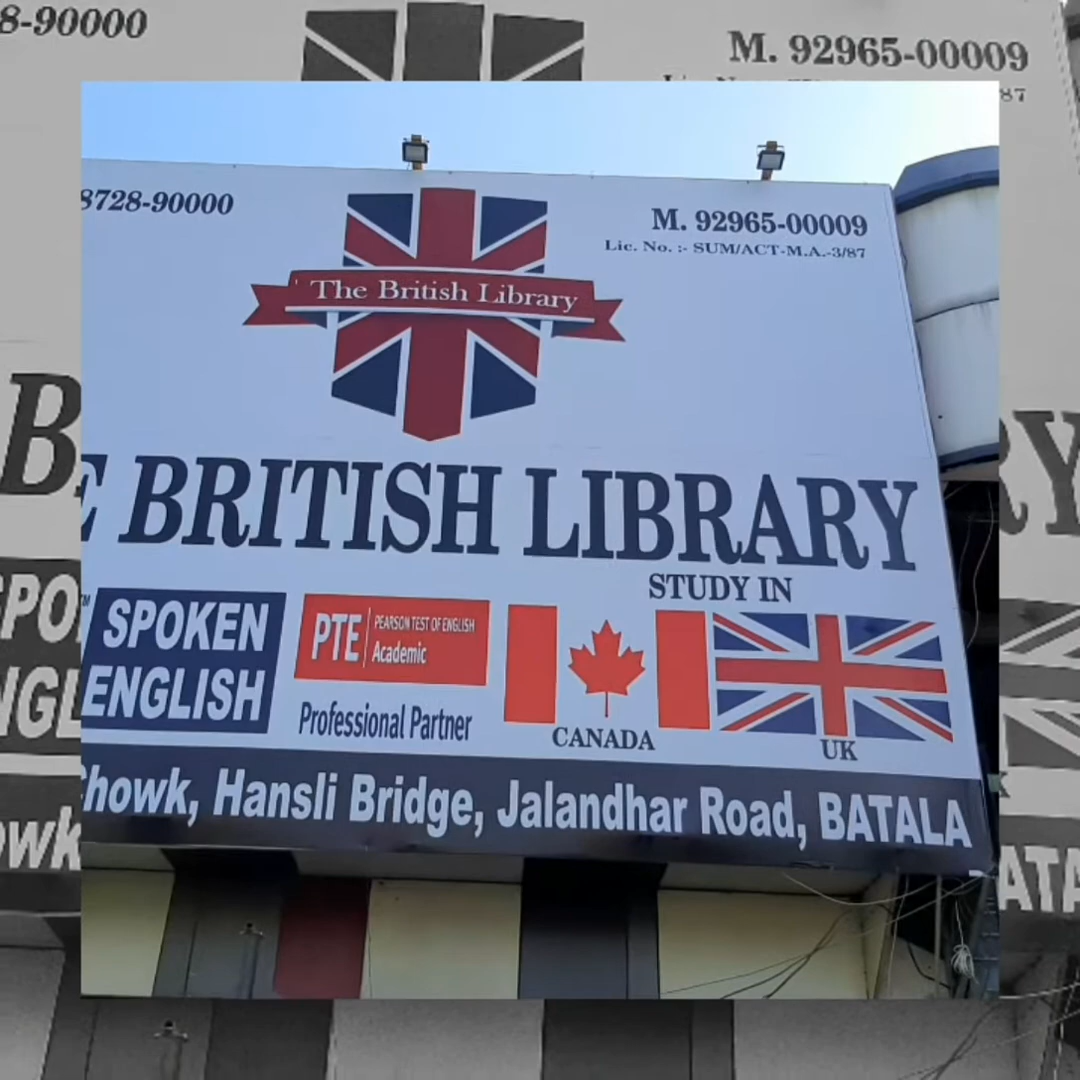 8728-90000
M. 92965-00009
Lic. No. :- SUM/ACT-M.A.-3/87
The British Library
BRITISH LIBRARY
STUDY IN
SPOKEN
ENGLISH
PTE PEARSON TEST OF ENGLISH
Academic
Professional Partner
CANADA
UK
Chowk, Hansli Bridge, Jalandhar Road, BATALA